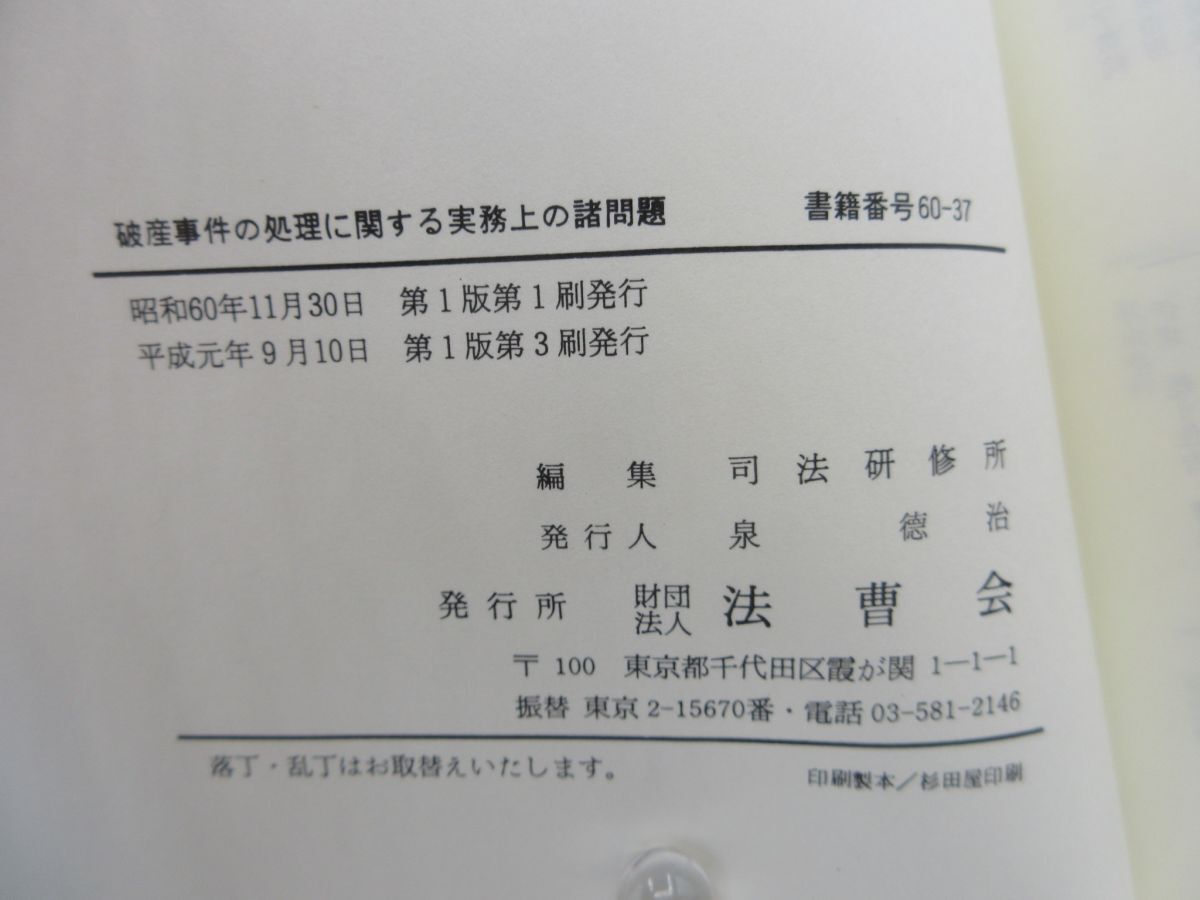 破産事件の処理に関する実務上の諸問題 書籍番号60-37
昭和60年11月30日 第1版第1刷発行
平成元年9月10日 第1版第3刷発行
編集 司法研修所
発行人 泉徳治
発行所 財団法人 法曹会
〒100 東京都千代田区霞が関1―1―1
振替 東京2-15670番・電話03-581-2146
落丁・乱丁はお取替えいたします。
印刷製本/杉田屋印刷